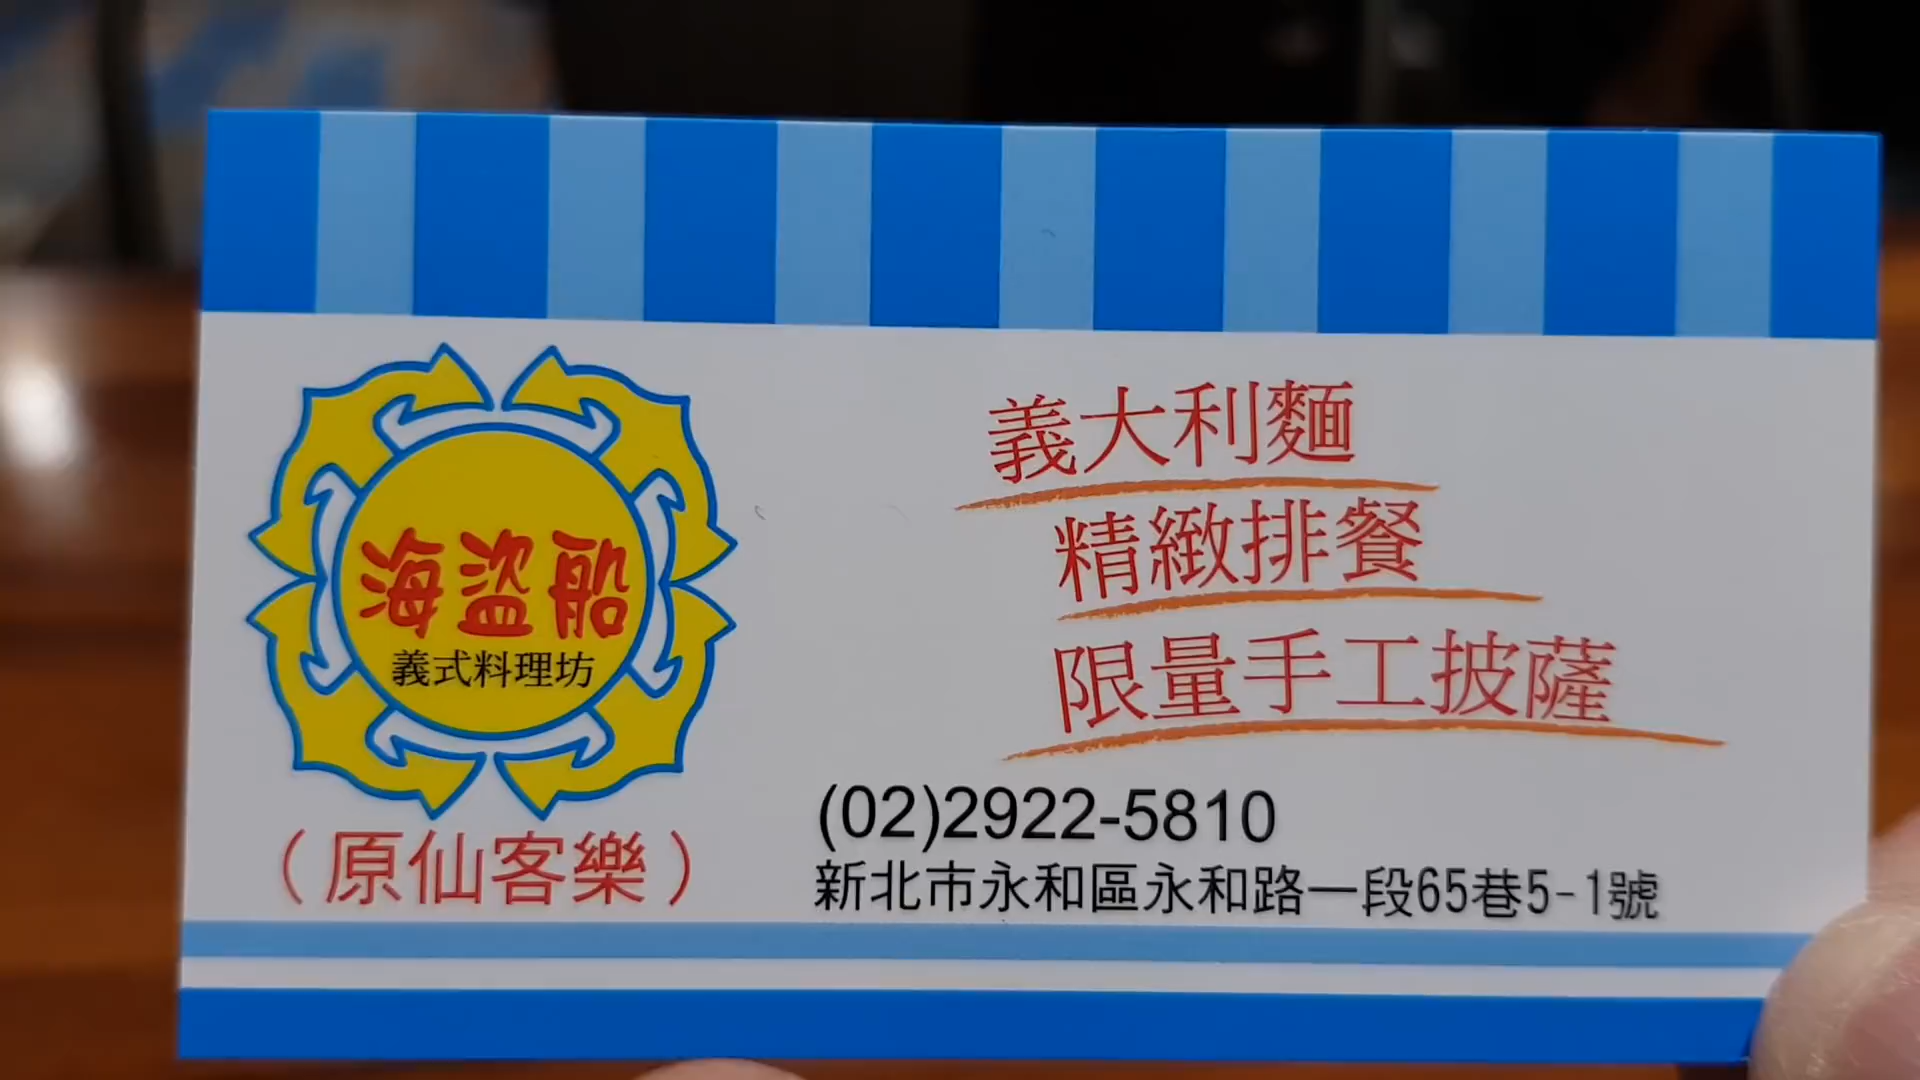 海盜船
義式料理坊
（原仙客樂）
義大利麵
精緻排餐
限量手工披薩
(02)2922-5810
新北市永和區永和路一段65巷5-1號